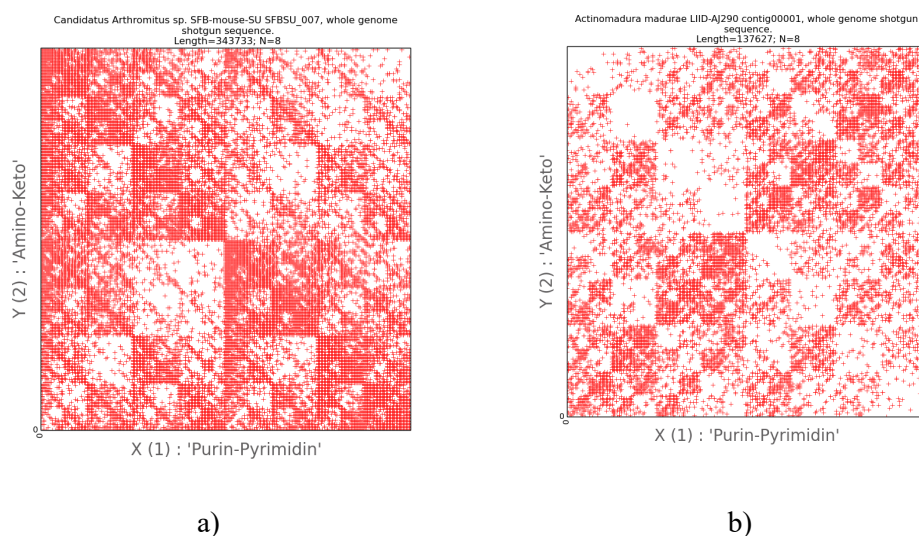 Candidatus Arthromitus sp. SFB-mouse-SU SFBSU_007, whole genome
shotgun sequence.
Length=343733; N=8
Y (2) : 'Amino-Keto'
0
0
X (1) : 'Purin-Pyrimidin'
a)
Actinomadura madurae LIID-AJ290 contig00001, whole genome shotgun
sequence.
Length=137627; N=8
Y (2) : 'Amino-Keto'
0
0
X (1) : 'Purin-Pyrimidin'
b)